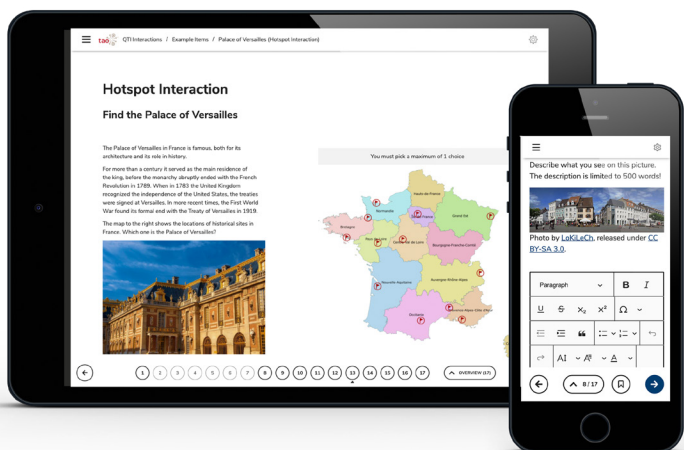 tao
QTI Interactions / Example Items / Palace of Versailles (Hotspot Interaction)
Hotspot Interaction
Find the Palace of Versailles
The Palace of Versailles in France is famous, both for its
architecture and its role in history.
For more than a century it served as the main residence of
the king, before the monarchy abruptly ended with the French
Revolution in 1789. When in 1783 the United Kingdom
recognized the independence of the United States, the treaties
were signed at Versailles. In more recent times, the First World
War found its formal end with the Treaty of Versailles in 1919.
The map to the right shows the locations of historical sites in
France. Which one is the Palace of Versailles?
You must pick a maximum of 1 choice
Hauts-de-France
Normandie
Grand Est
Bretagne
Centre-Val de Loire
Bourgogne-Franche-Comté
Nouvelle-Aquitaine
Auvergne-Rhône-Alpes
Occitanie
1 2 3 4 5 6 7 8 9 10 11 12 13 14 15 16 17
OVERVIEW (17)
Describe what you see on this picture.
The description is limited to 500 words!
Photo by LoKiLeCh, released under CC
BY-SA 3.0.
Paragraph B I
U S x₂ x² Ω
AI A A
8 / 17